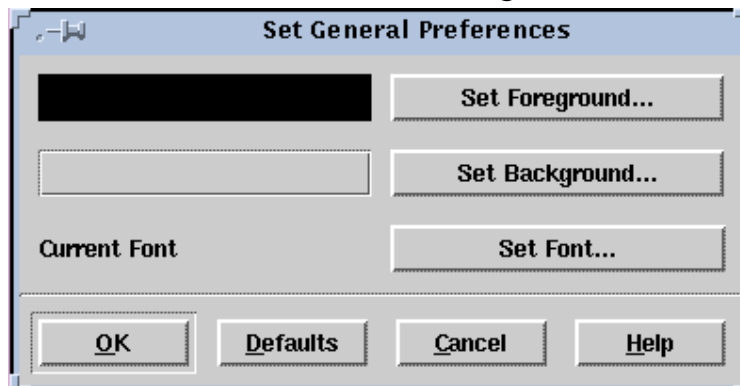 Set General Preferences
Set Foreground...
Set Background...
Current Font Set Font...
OK Defaults Cancel Help